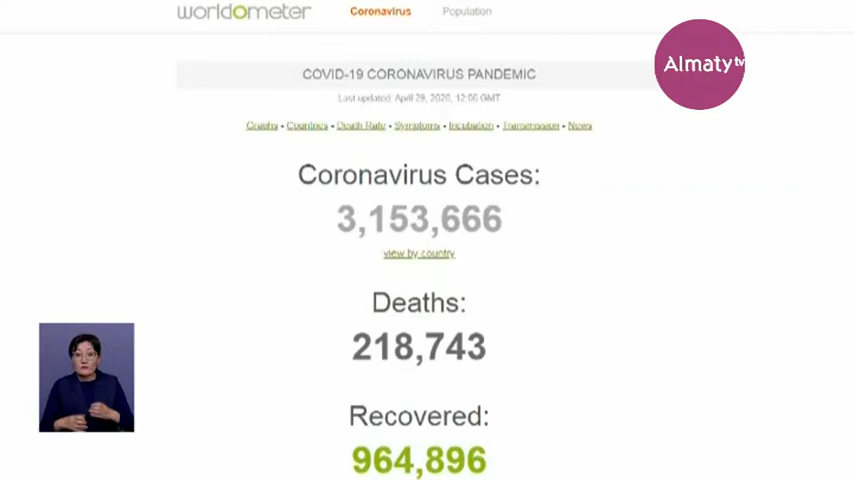 worldometer
Coronavirus
Population
Almaty tv
COVID-19 CORONAVIRUS PANDEMIC
Last updated: April 29, 2020, 12:06 GMT
Graphs • Countries • Death Rate • Symptoms • Incubation • Transmission • News
Coronavirus Cases:
3,153,666
view by country
Deaths:
218,743
Recovered:
964,896